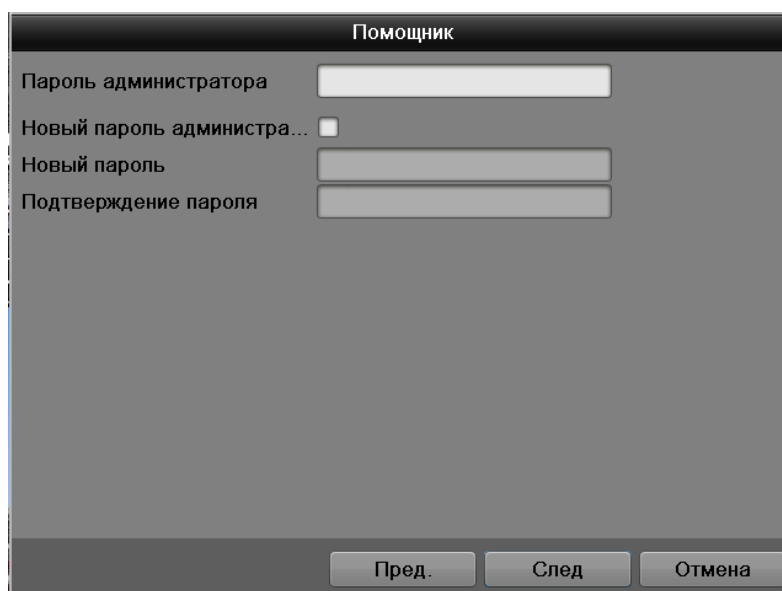 Помощник
Пароль администратора
Новый пароль администра...
Новый пароль
Подтверждение пароля
Пред. След Отмена